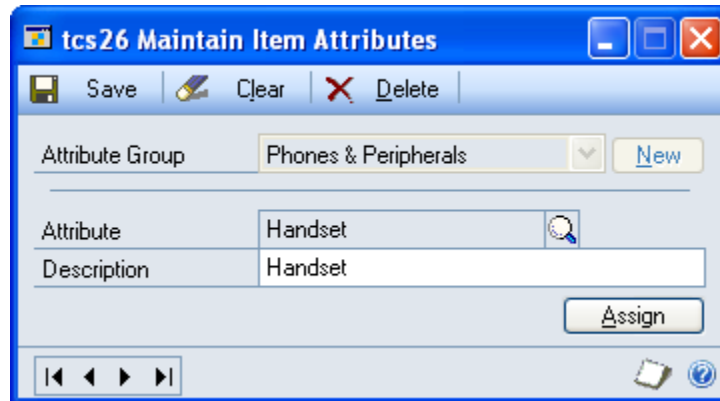 tcs26 Maintain Item Attributes
Save Clear Delete
Attribute Group Phones & Peripherals New
Attribute Handset
Description Handset
Assign